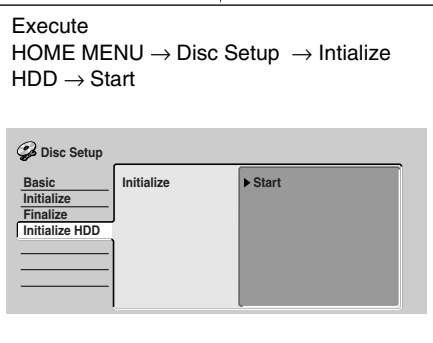 Execute
HOME MENU → Disc Setup → Intialize
HDD → Start
Disc Setup
Basic
Initialize
Finalize
Initialize HDD
Initialize
Start